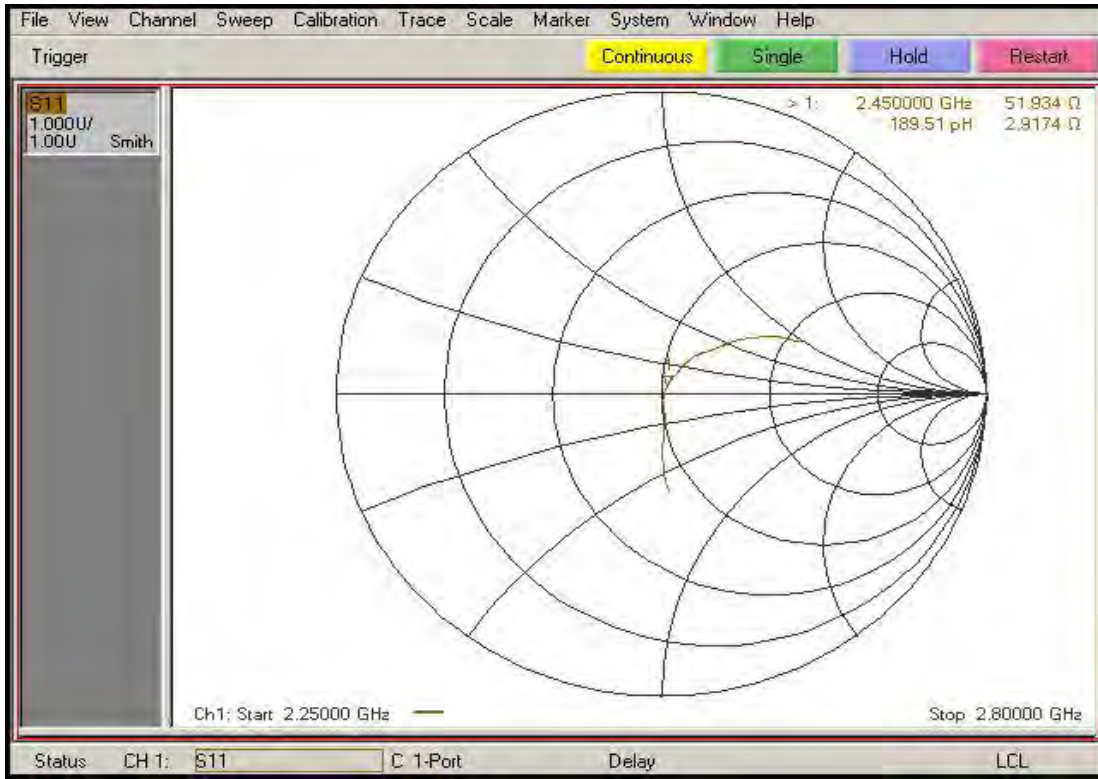 File View Channel Sweep Calibration Trace Scale Marker System Window Help
Trigger Continuous Single Hold Restart
S11
1.000U/
1.00U Smith
> 1: 2.450000 GHz 51.934 Ω
189.51 pH 2.9174 Ω
1
Ch1: Start 2.25000 GHz Stop 2.80000 GHz
Status CH 1: S11 C 1-Port Delay LCL